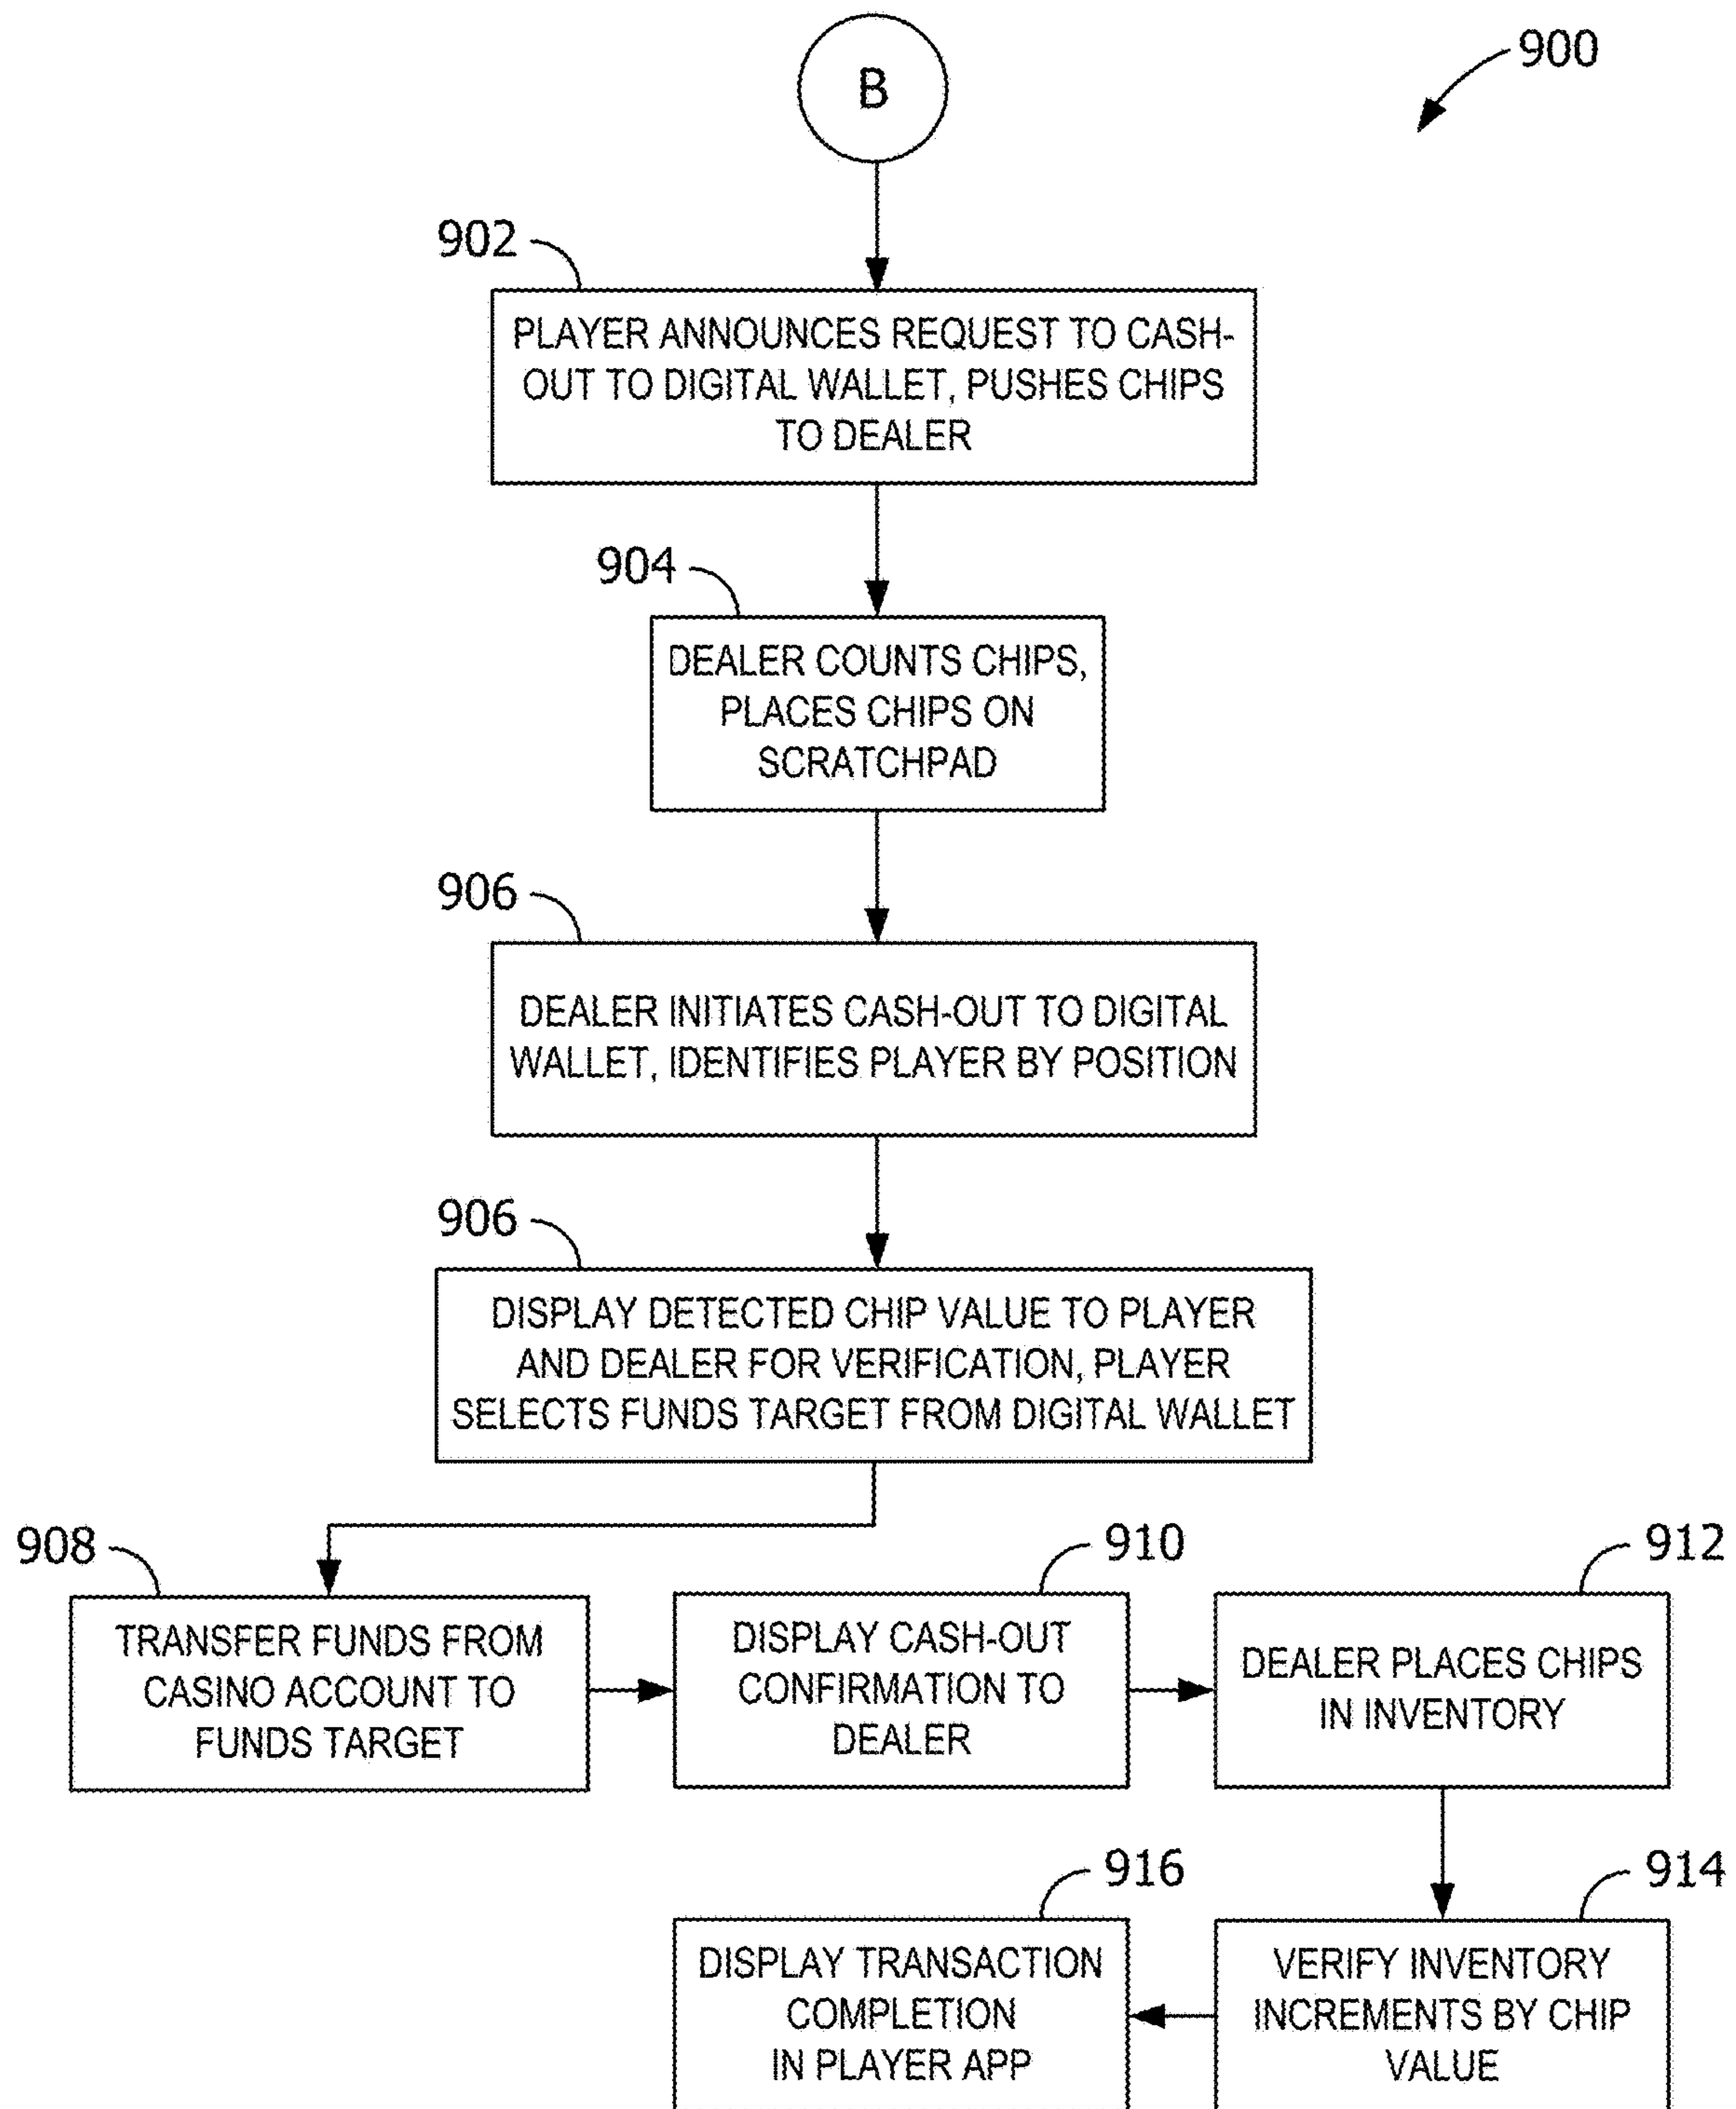 B
900
902
PLAYER ANNOUNCES REQUEST TO CASH-
OUT TO DIGITAL WALLET, PUSHES CHIPS
TO DEALER
904
DEALER COUNTS CHIPS,
PLACES CHIPS ON
SCRATCHPAD
906
DEALER INITIATES CASH-OUT TO DIGITAL
WALLET, IDENTIFIES PLAYER BY POSITION
906
DISPLAY DETECTED CHIP VALUE TO PLAYER
AND DEALER FOR VERIFICATION, PLAYER
SELECTS FUNDS TARGET FROM DIGITAL WALLET
908
TRANSFER FUNDS FROM
CASINO ACCOUNT TO
FUNDS TARGET
910
DISPLAY CASH-OUT
CONFIRMATION TO
DEALER
912
DEALER PLACES CHIPS
IN INVENTORY
914
VERIFY INVENTORY
INCREMENTS BY CHIP
VALUE
916
DISPLAY TRANSACTION
COMPLETION
IN PLAYER APP